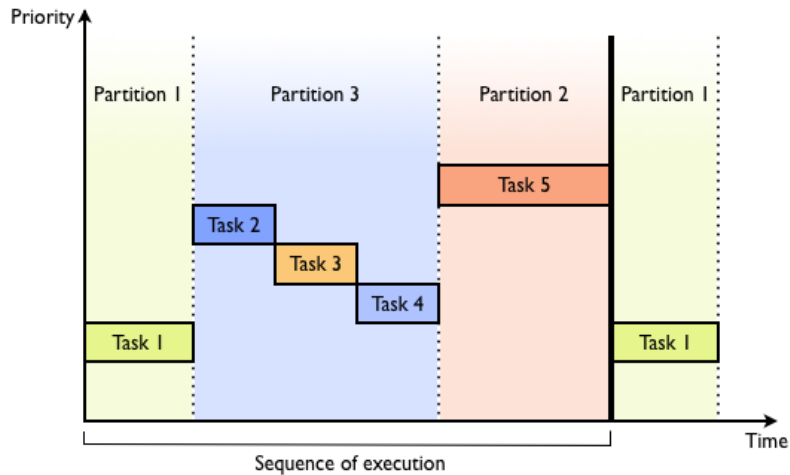 Priority
Partition 1
Partition 3
Partition 2
Partition 1
Task 5
Task 2
Task 3
Task 4
Task 1
Task 1
Time
Sequence of execution